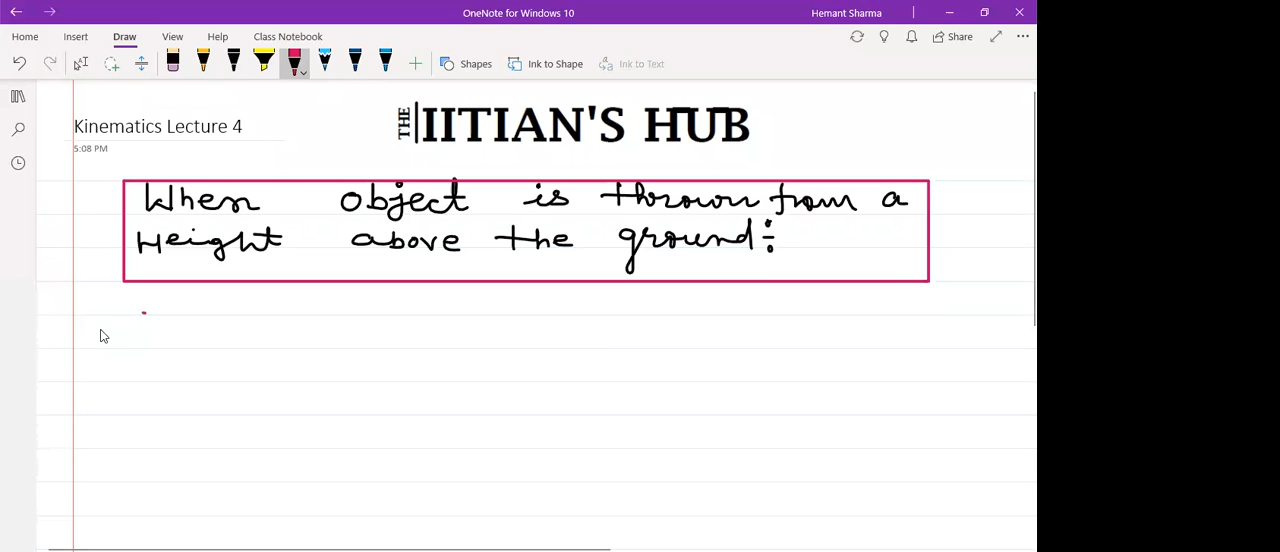 OneNote for Windows 10
Hemant Sharma
Home Insert Draw View Help Class Notebook
Share
Shapes Ink to Shape Ink to Text
THE IITIAN'S HUB
Kinematics Lecture 4
5:08 PM
When object is thrown from a
Height above the ground: